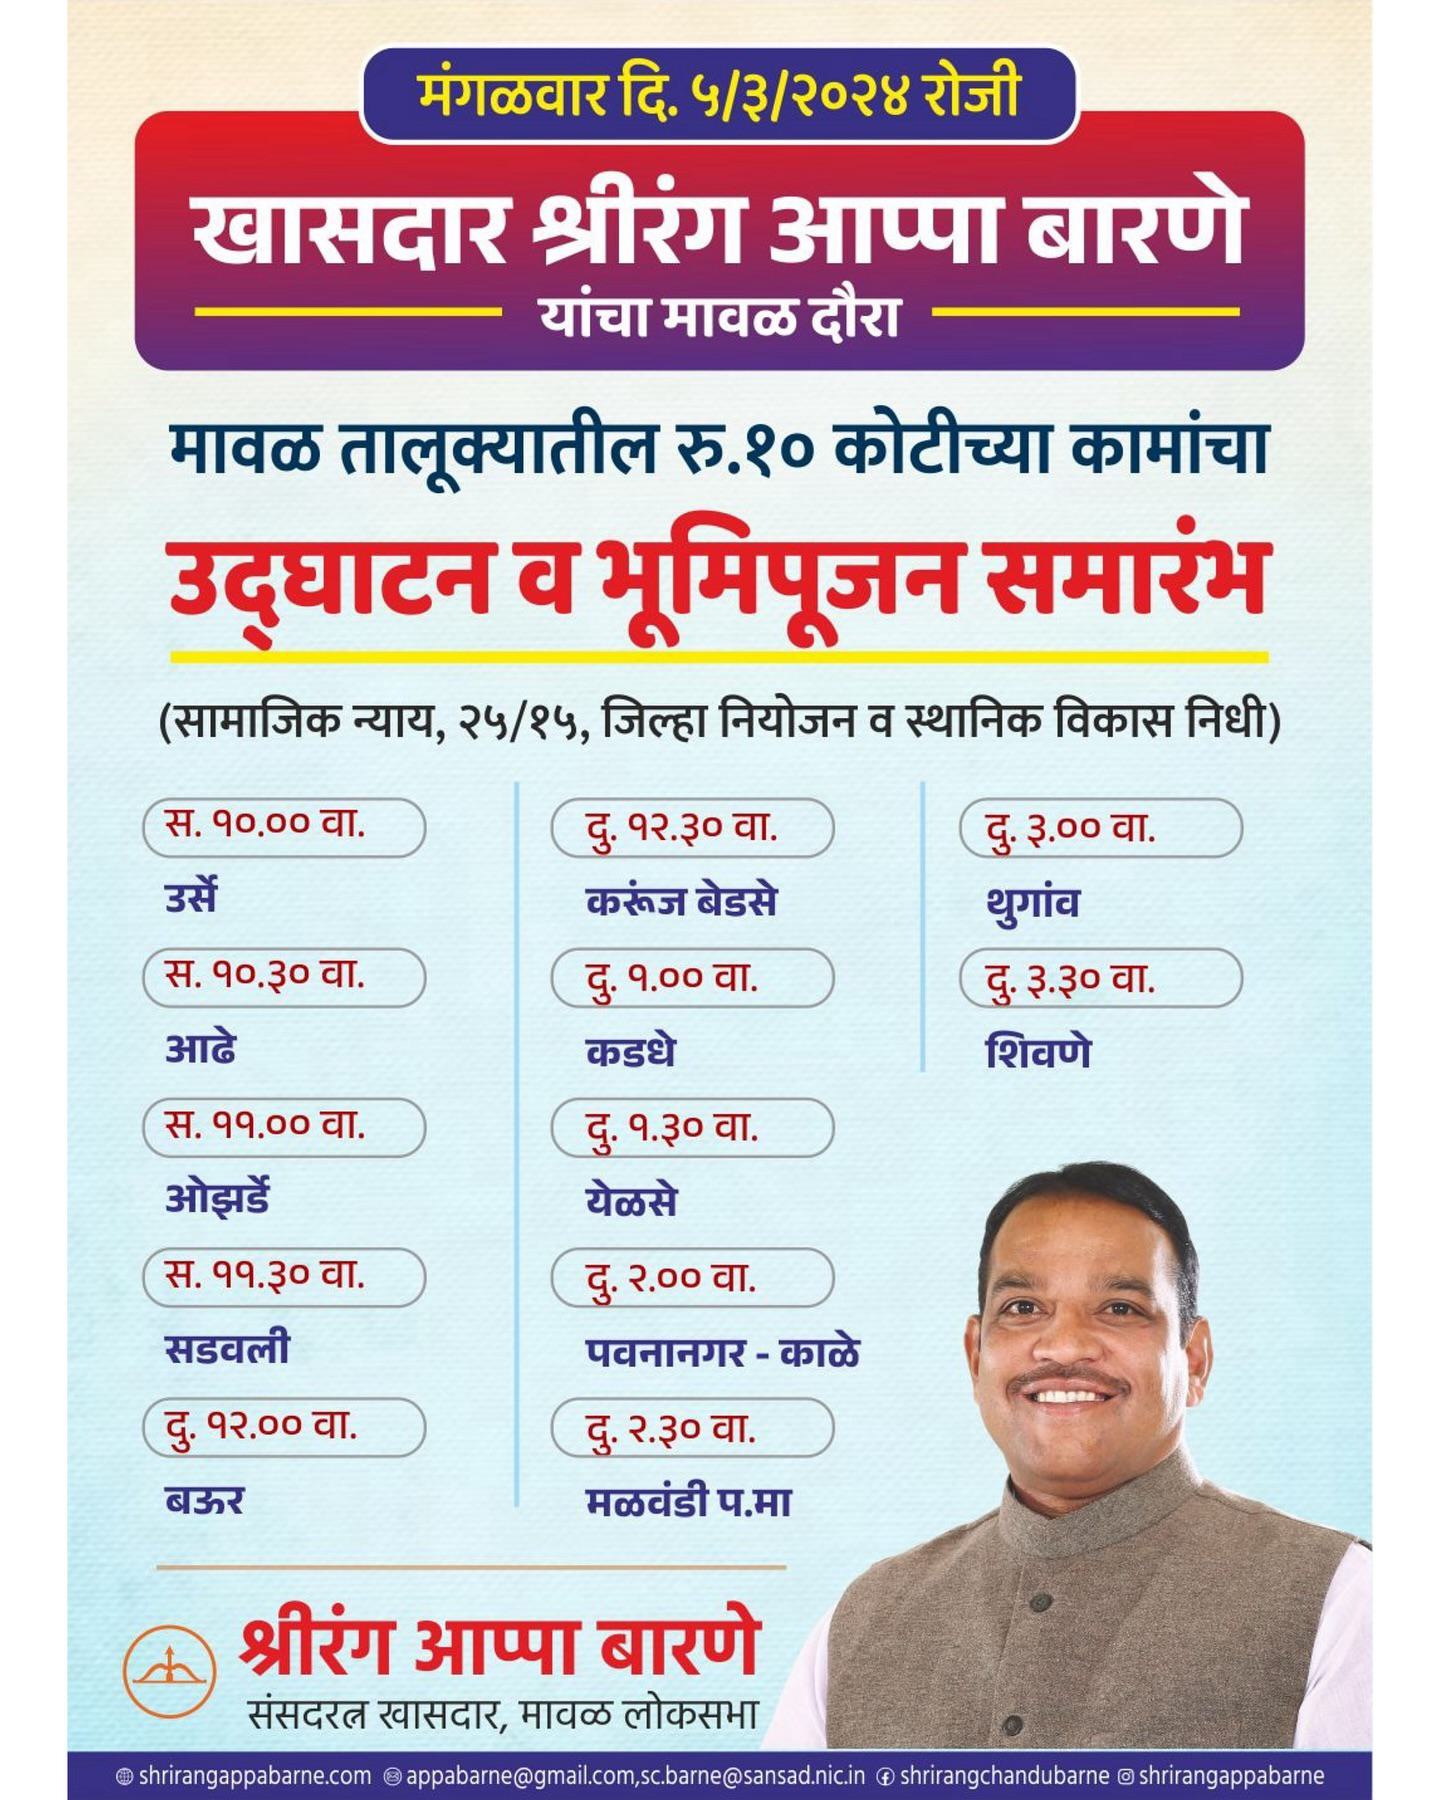 मंगळवार दि. ५/३/२०२४ रोजी
खासदार श्रीरंग आप्पा बारणे
यांचा मावळ दौरा
मावळ तालूक्यातील रु.१० कोटीच्या कामांचा
उद्‌घाटन व भूमिपूजन समारंभ
(सामाजिक न्याय, २५/१५, जिल्हा नियोजन व स्थानिक विकास निधी)
स. १०.०० वा.
उर्से
स. १०.३० वा.
आढे
स. ११.०० वा.
ओझर्डे
स. ११.३० वा.
सडवली
दु. १२.०० वा.
बऊर
दु. १२.३० वा.
करूंज बेडसे
दु. १.०० वा.
कडधे
दु. १.३० वा.
येळसे
दु. २.०० वा.
पवनानगर - काळे
दु. २.३० वा.
मळवंडी प.मा
दु. ३.०० वा.
थुगांव
दु. ३.३० वा.
शिवणे
श्रीरंग आप्पा बारणे
संसदरत्न खासदार, मावळ लोकसभा
shrirangappabarne.com appabarne@gmail.com,sc.barne@sansad.nic.in shrirangchandubarne shrirangappabarne